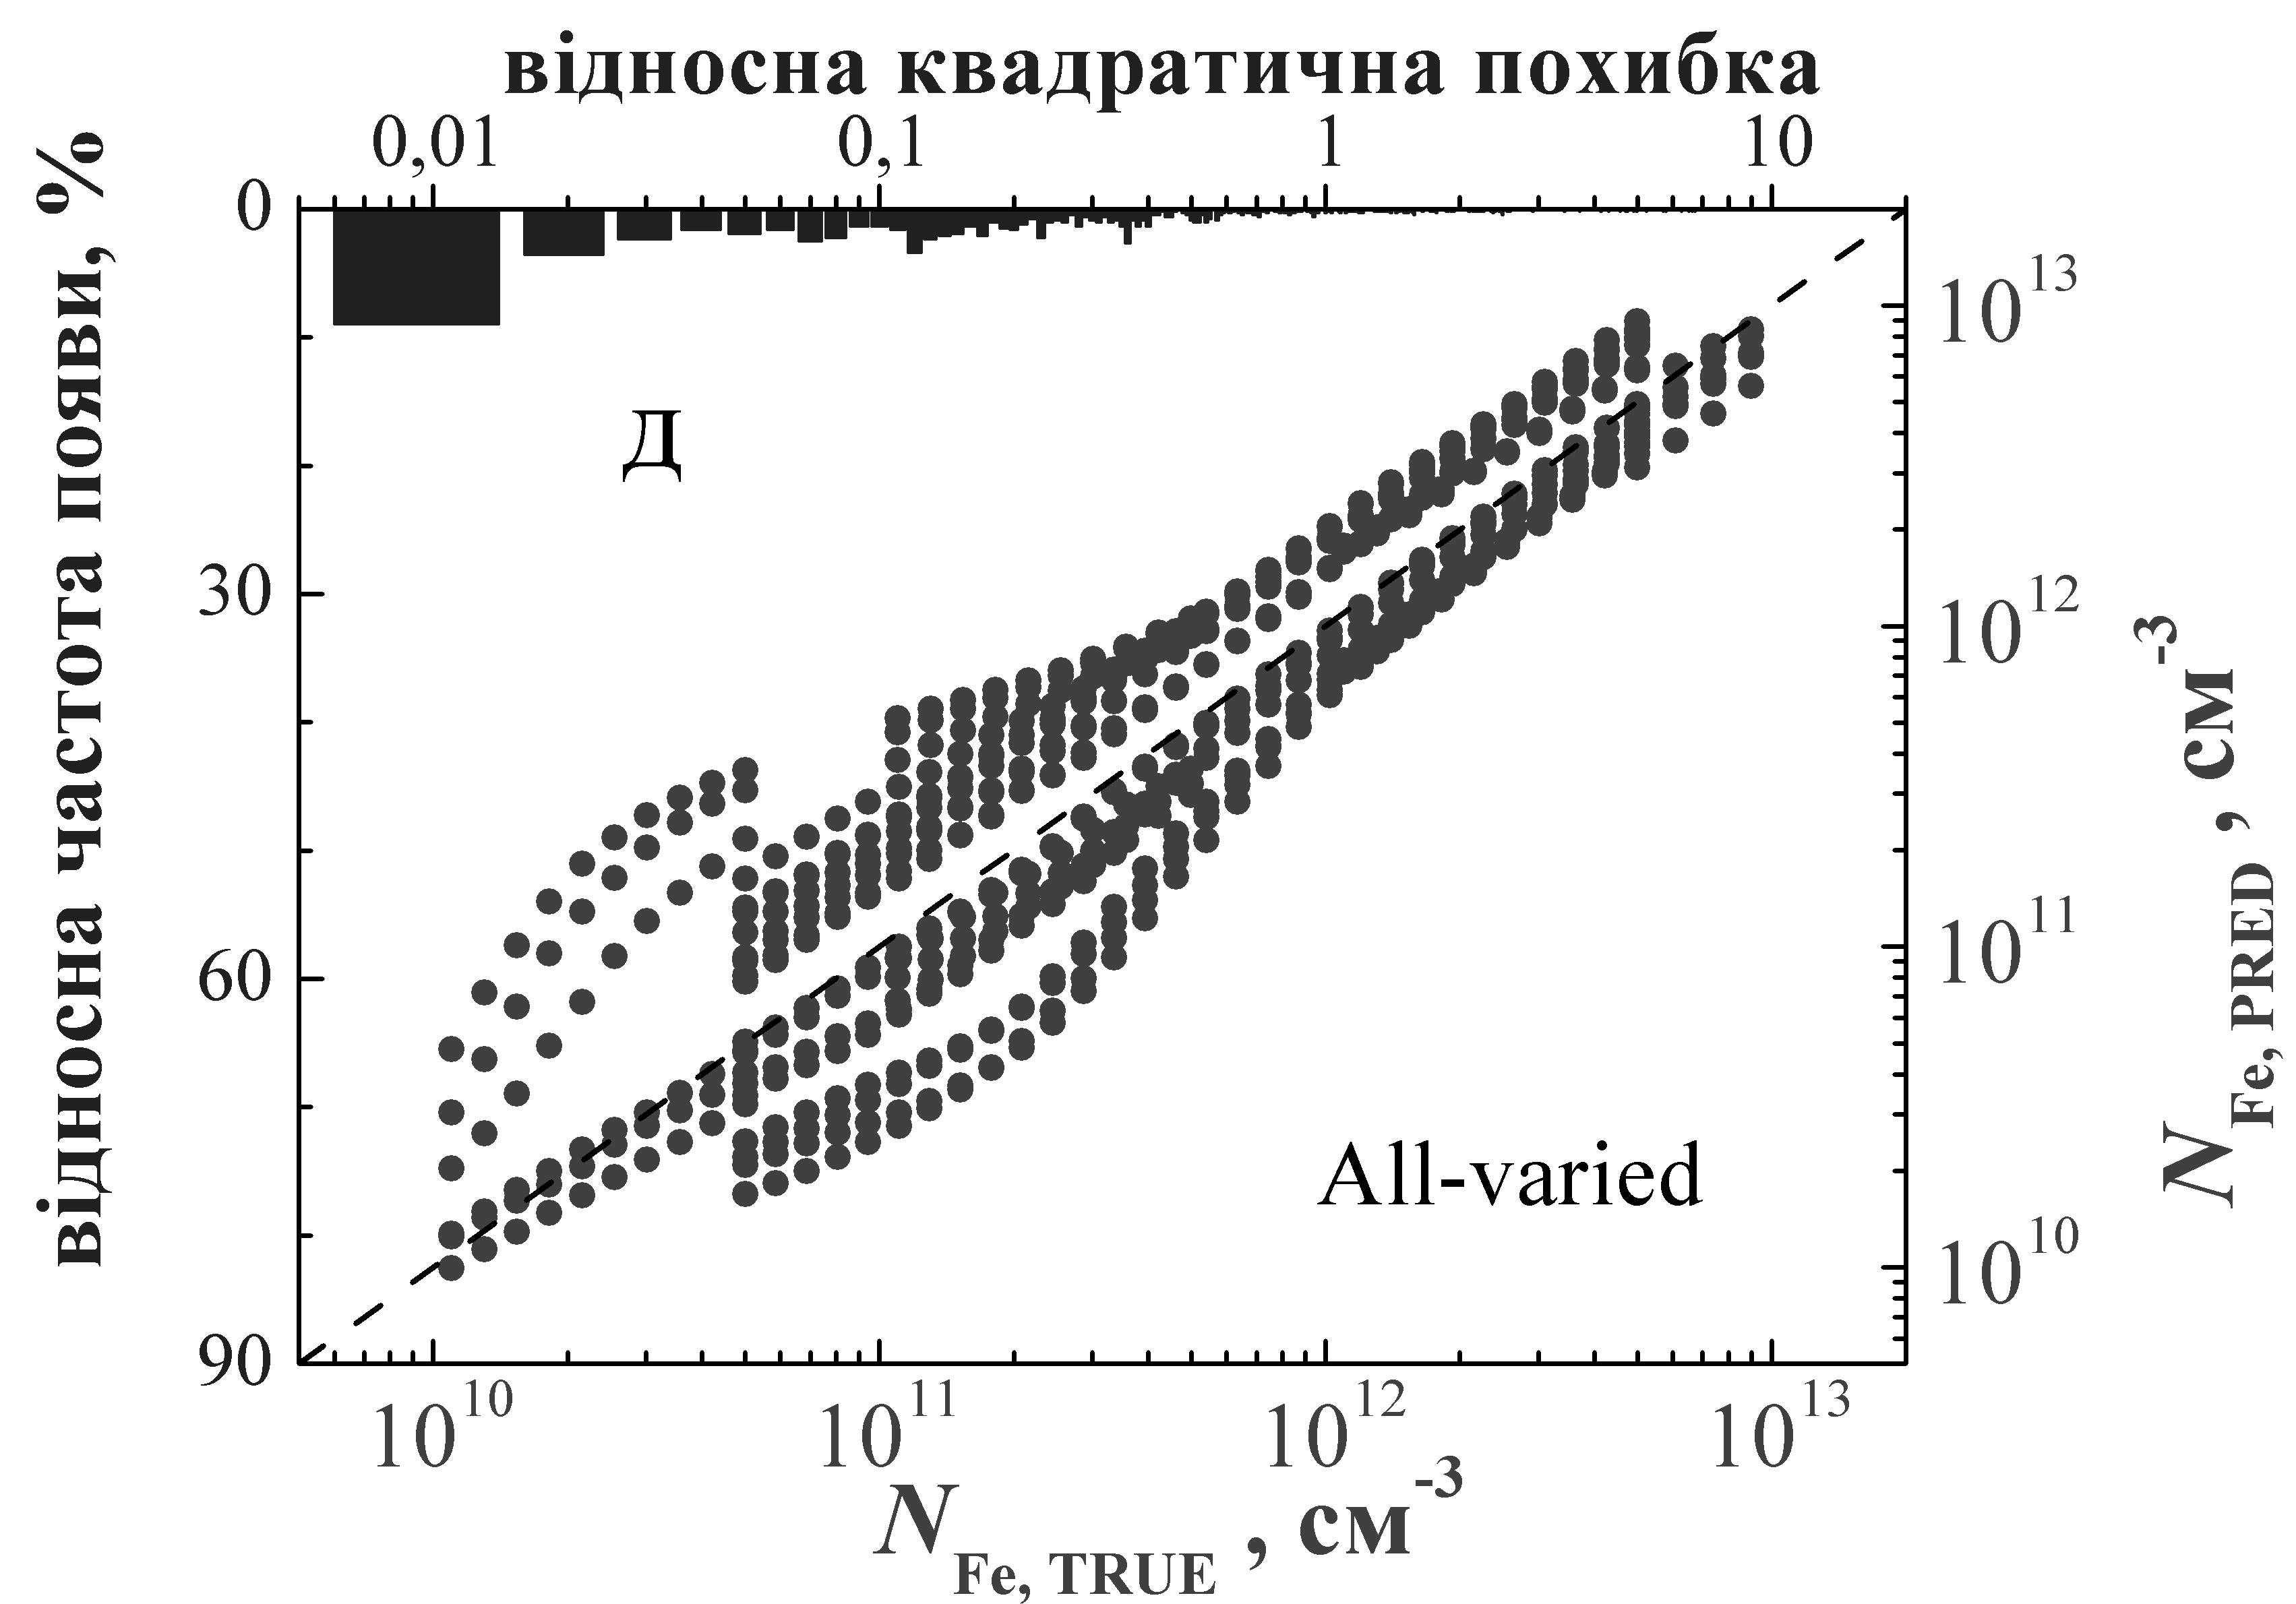 відносна квадратична похибка
0,01 0,1 1 10
відносна частота появи, %
0
30
60
90
Д
All-varied
10^13
10^12
10^11
10^10
N Fe, PRED , см^-3
10^10 10^11 10^12 10^13
N Fe, TRUE , см^-3